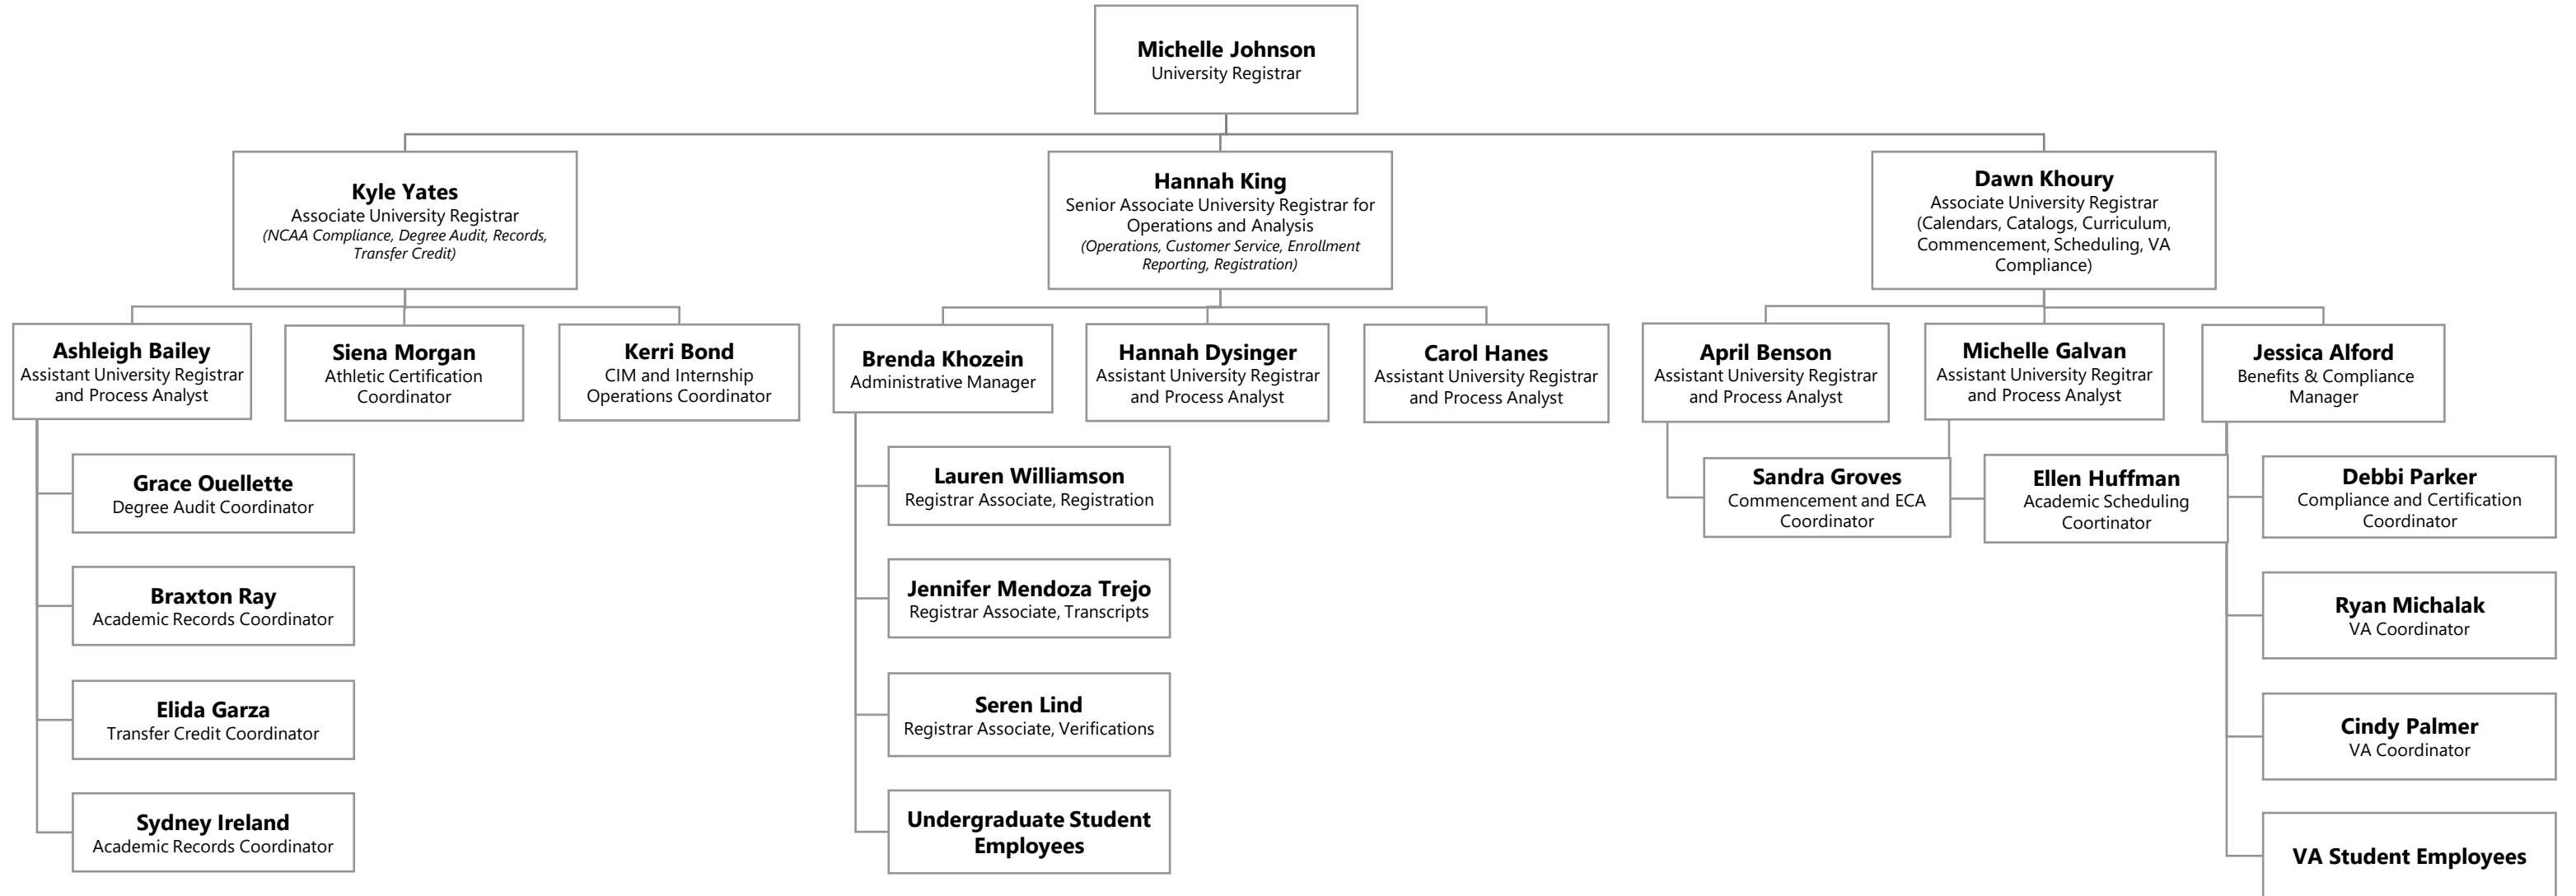 Michelle Johnson
University Registrar
Kyle Yates
Associate University Registrar
(NCAA Compliance, Degree Audit, Records,
Transfer Credit)
Hannah King
Senior Associate University Registrar for
Operations and Analysis
(Operations, Customer Service, Enrollment
Reporting, Registration)
Dawn Khoury
Associate University Registrar
(Calendars, Catalogs, Curriculum,
Commencement, Scheduling, VA
Compliance)
Ashleigh Bailey
Assistant University Registrar
and Process Analyst
Siena Morgan
Athletic Certification
Coordinator
Kerri Bond
CIM and Internship
Operations Coordinator
Brenda Khozein
Administrative Manager
Hannah Dysinger
Assistant University Registrar
and Process Analyst
Carol Hanes
Assistant University Registrar
and Process Analyst
April Benson
Assistant University Registrar
and Process Analyst
Michelle Galvan
Assistant University Regitrar
and Process Analyst
Jessica Alford
Benefits & Compliance
Manager
Grace Ouellette
Degree Audit Coordinator
Braxton Ray
Academic Records Coordinator
Elida Garza
Transfer Credit Coordinator
Sydney Ireland
Academic Records Coordinator
Lauren Williamson
Registrar Associate, Registration
Jennifer Mendoza Trejo
Registrar Associate, Transcripts
Seren Lind
Registrar Associate, Verifications
Undergraduate Student
Employees
Sandra Groves
Commencement and ECA
Coordinator
Ellen Huffman
Academic Scheduling
Coortinator
Debbi Parker
Compliance and Certification
Coordinator
Ryan Michalak
VA Coordinator
Cindy Palmer
VA Coordinator
VA Student Employees